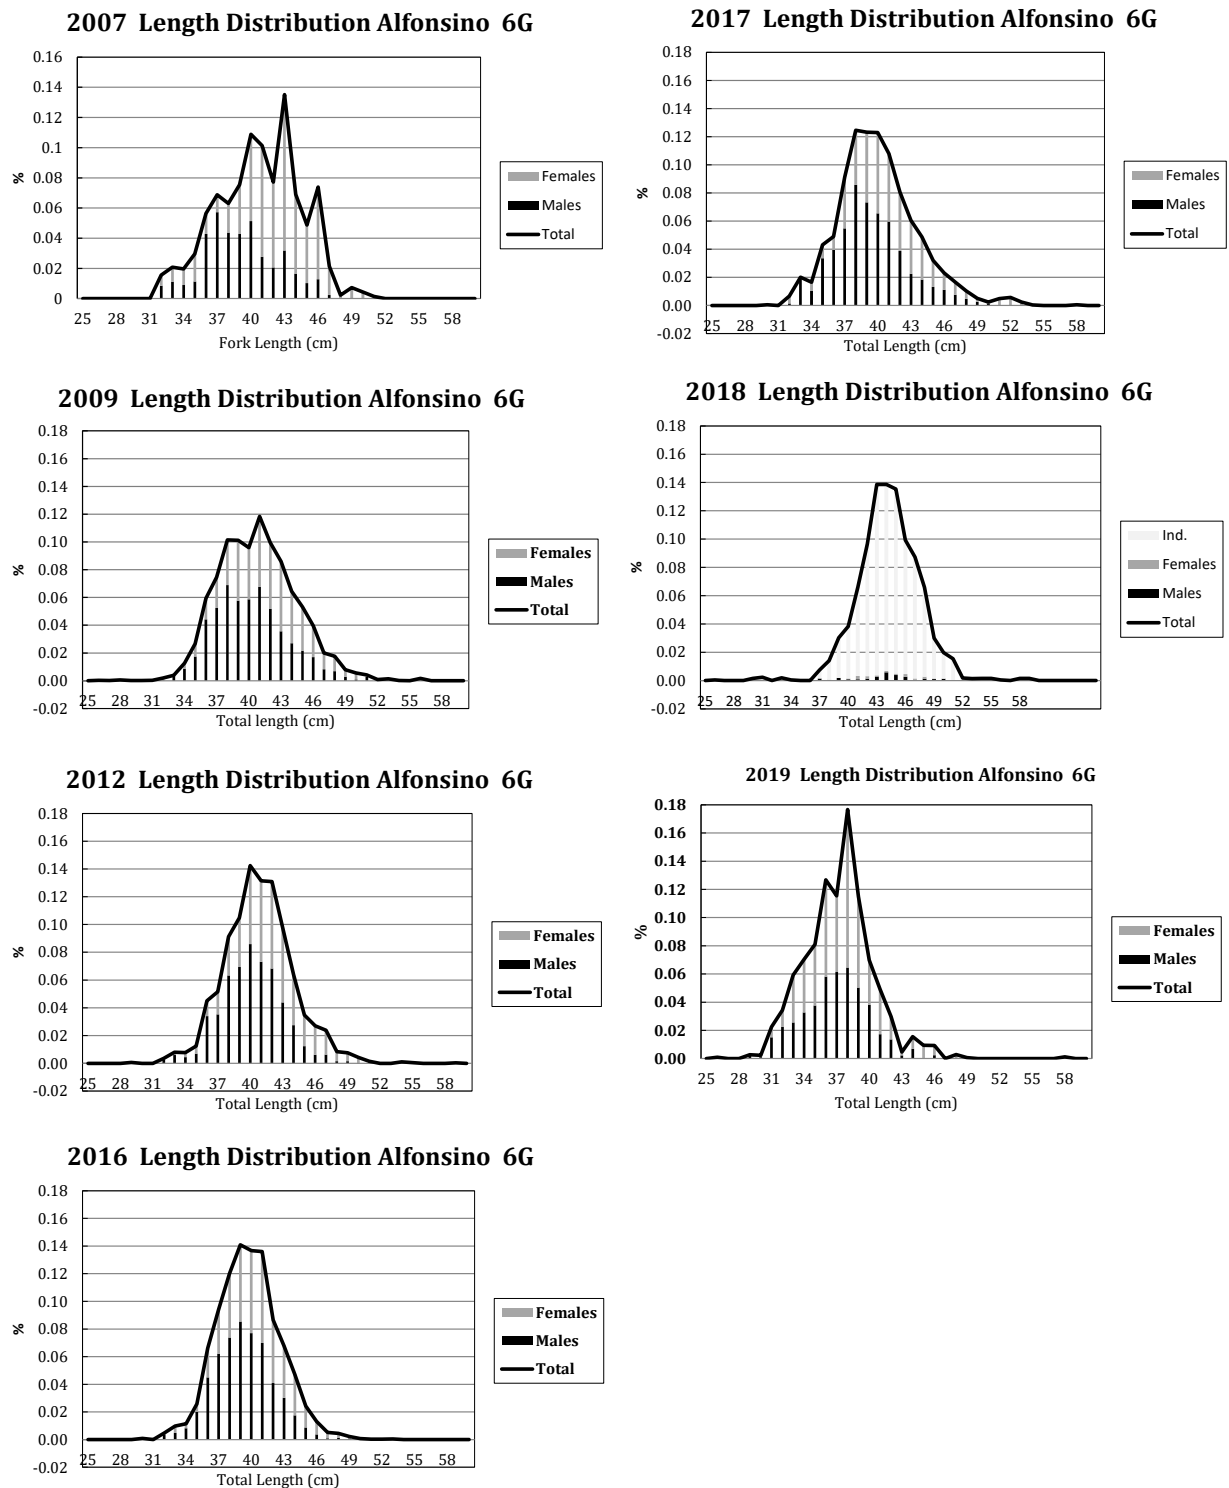 2007 Length Distribution Alfonsino 6G
0.16
0.14
0.12
0.1
0.08
0.06
0.04
0.02
0
%
25 28 31 34 37 40 43 46 49 52 55 58
Fork Length (cm)
Females
Males
Total
2017 Length Distribution Alfonsino 6G
0.18
0.16
0.14
0.12
0.10
0.08
0.06
0.04
0.02
0.00
-0.02
%
25 28 31 34 37 40 43 46 49 52 55 58
Total Length (cm)
Females
Males
Total
2009 Length Distribution Alfonsino 6G
0.18
0.16
0.14
0.12
0.10
0.08
0.06
0.04
0.02
0.00
-0.02
%
25 28 31 34 37 40 43 46 49 52 55 58
Total length (cm)
Females
Males
Total
2018 Length Distribution Alfonsino 6G
0.18
0.16
0.14
0.12
0.10
0.08
0.06
0.04
0.02
0.00
-0.02
%
25 28 31 34 37 40 43 46 49 52 55 58
Ind.
Females
Males
Total
2012 Length Distribution Alfonsino 6G
0.18
0.16
0.14
0.12
0.10
0.08
0.06
0.04
0.02
0.00
-0.02
%
25 28 31 34 37 40 43 46 49 52 55 58
Total Length (cm)
Females
Males
Total
2019 Length Distribution Alfonsino 6G
0.18
0.16
0.14
0.12
0.10
0.08
0.06
0.04
0.02
0.00
%
25 28 31 34 37 40 43 46 49 52 55 58
Total Length (cm)
Females
Males
Total
2016 Length Distribution Alfonsino 6G
0.18
0.16
0.14
0.12
0.10
0.08
0.06
0.04
0.02
0.00
-0.02
%
25 28 31 34 37 40 43 46 49 52 55 58
Total Length (cm)
Females
Males
Total